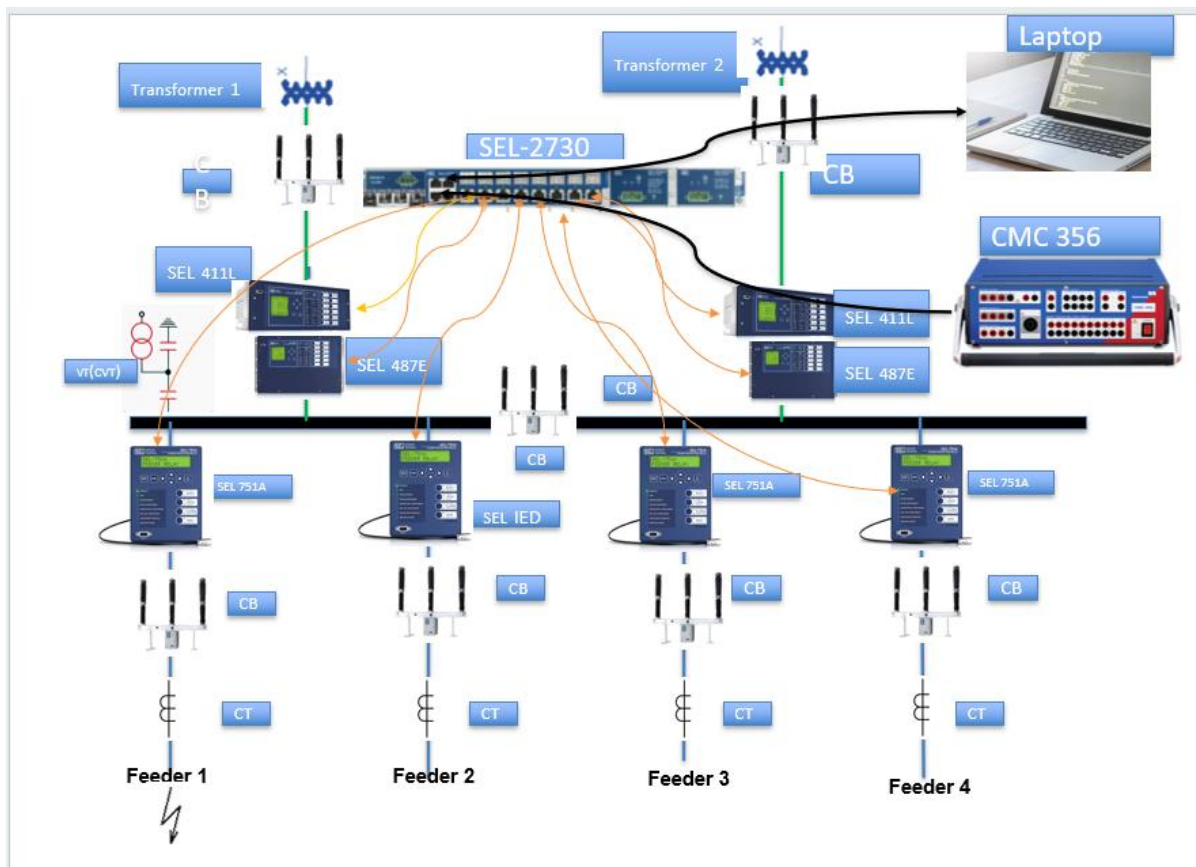 Laptop
Transformer 1
Transformer 2
SEL-2730
C
B
CB
CMC 356
SEL 411L
SEL 411L
VT(CVT)
SEL 487E
SEL 487E
CB
CB
SEL 751A
SEL IED
SEL 751A
SEL 751A
CB
CB
CB
CB
CT
CT
CT
CT
Feeder 1
Feeder 2
Feeder 3
Feeder 4